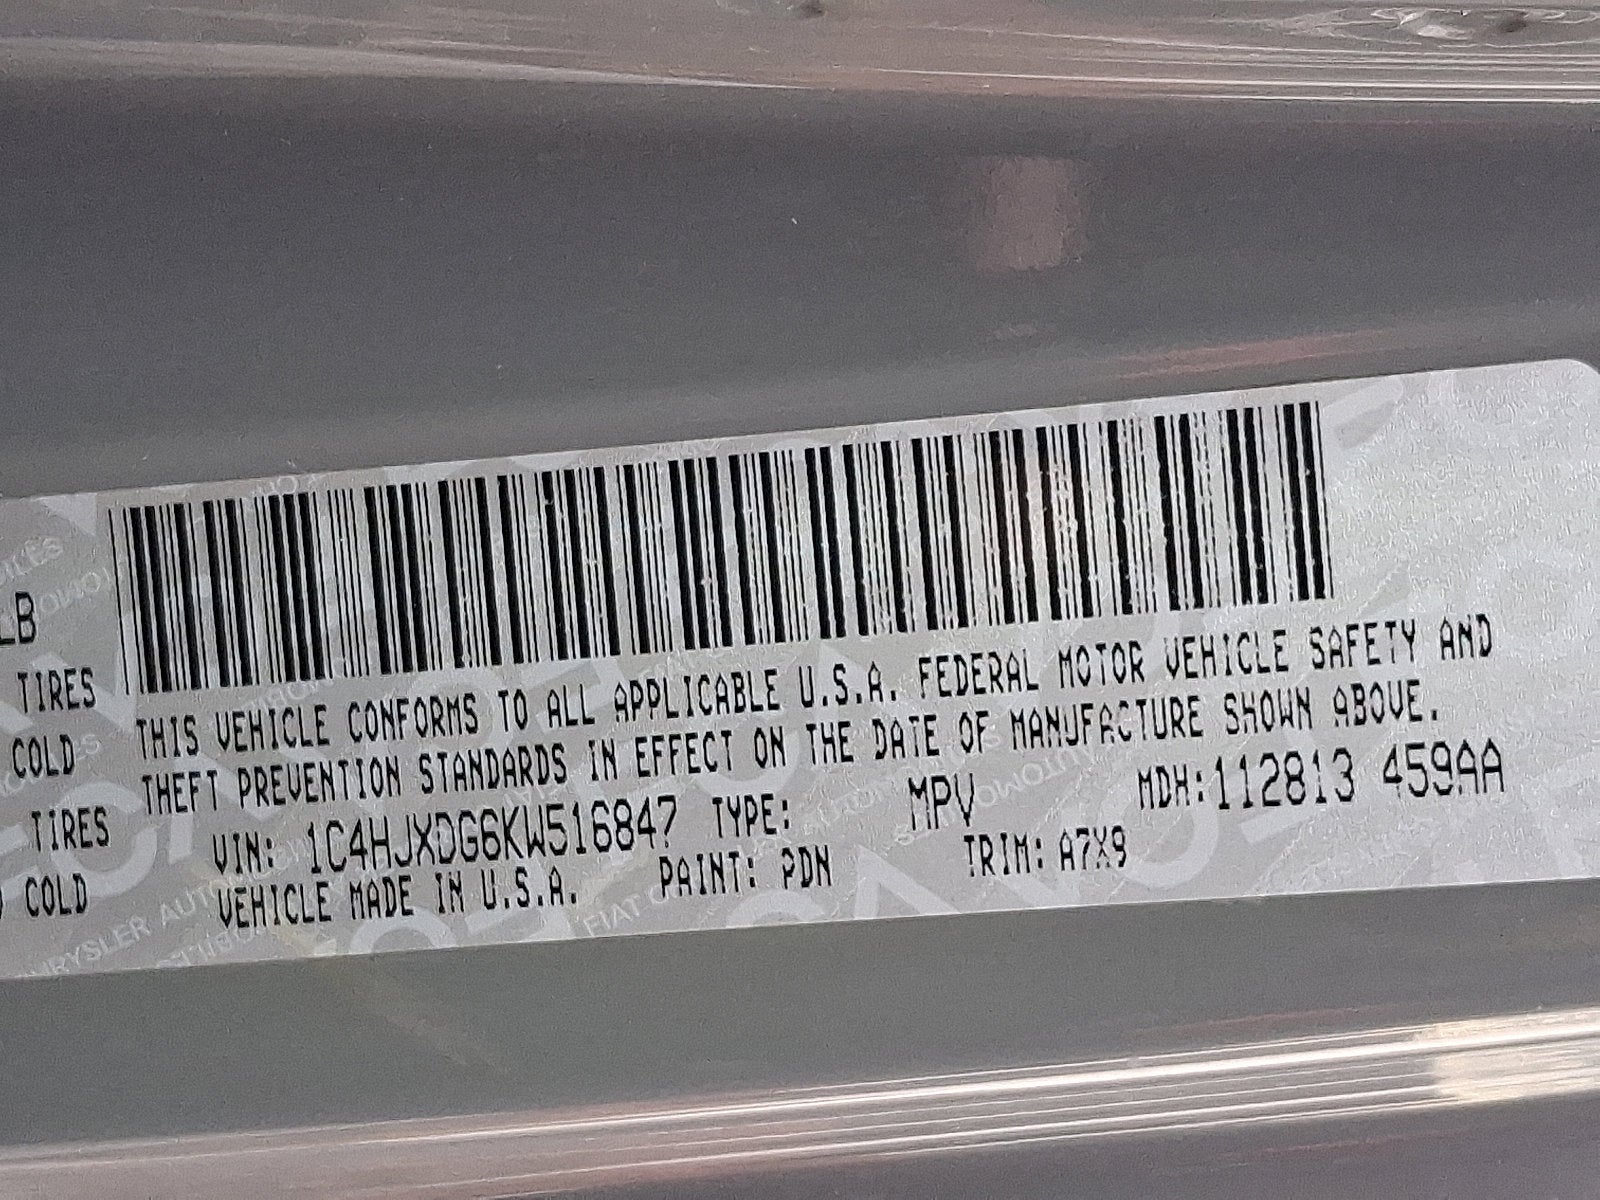 LB
TIRES
COLD
TIRES
COLD
THIS VEHICLE CONFORMS TO ALL APPLICABLE U.S.A. FEDERAL MOTOR VEHICLE SAFETY AND
THEFT PREVENTION STANDARDS IN EFFECT ON THE DATE OF MANUFACTURE SHOWN ABOVE.
VIN: 1C4HJXDG6KW516847 TYPE: MPV MDH:112813 459AA
VEHICLE MADE IN U.S.A. PAINT: PDN TRIM: A7X9